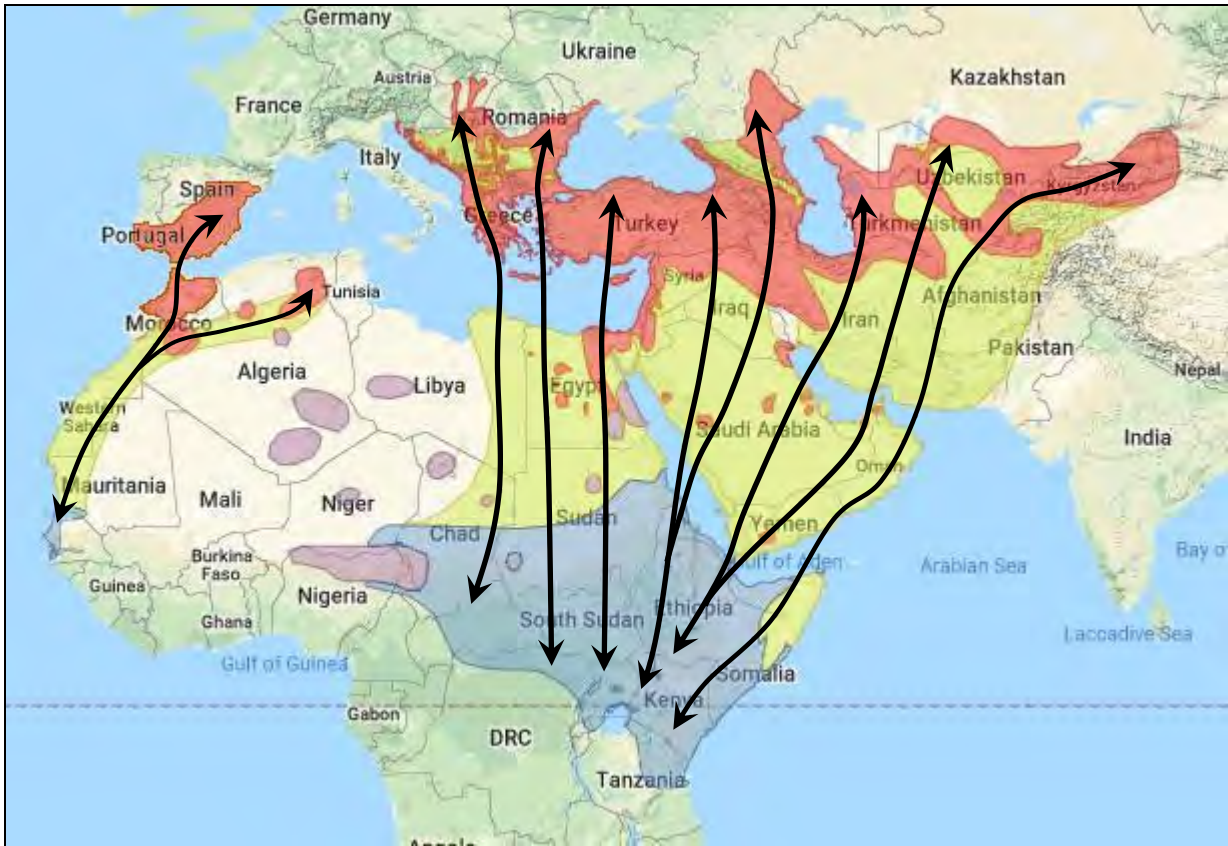 Germany
Ukraine
Austria
Kazakhstan
France
Romania
Italy
Spain
Uzbekistan
Kyrgyzstan
Portugal
Greece
Turkey
Turkmenistan
Syria
Tunisia
Afghanistan
Iraq
Morocco
Iran
Pakistan
Algeria
Nepal
Libya
Egypt
Western
Sahara
Saudi Arabia
India
Oman
Mauritania
Mali
Niger
Sudan
Yemen
Chad
Burkina
Faso
Gulf of Aden
Arabian Sea
Bay o
Guinea
Nigeria
Ethiopia
South Sudan
Ghana
Laccadive Sea
Gulf of Guinea
Somalia
Kenya
Gabon
DRC
Tanzania
Angola